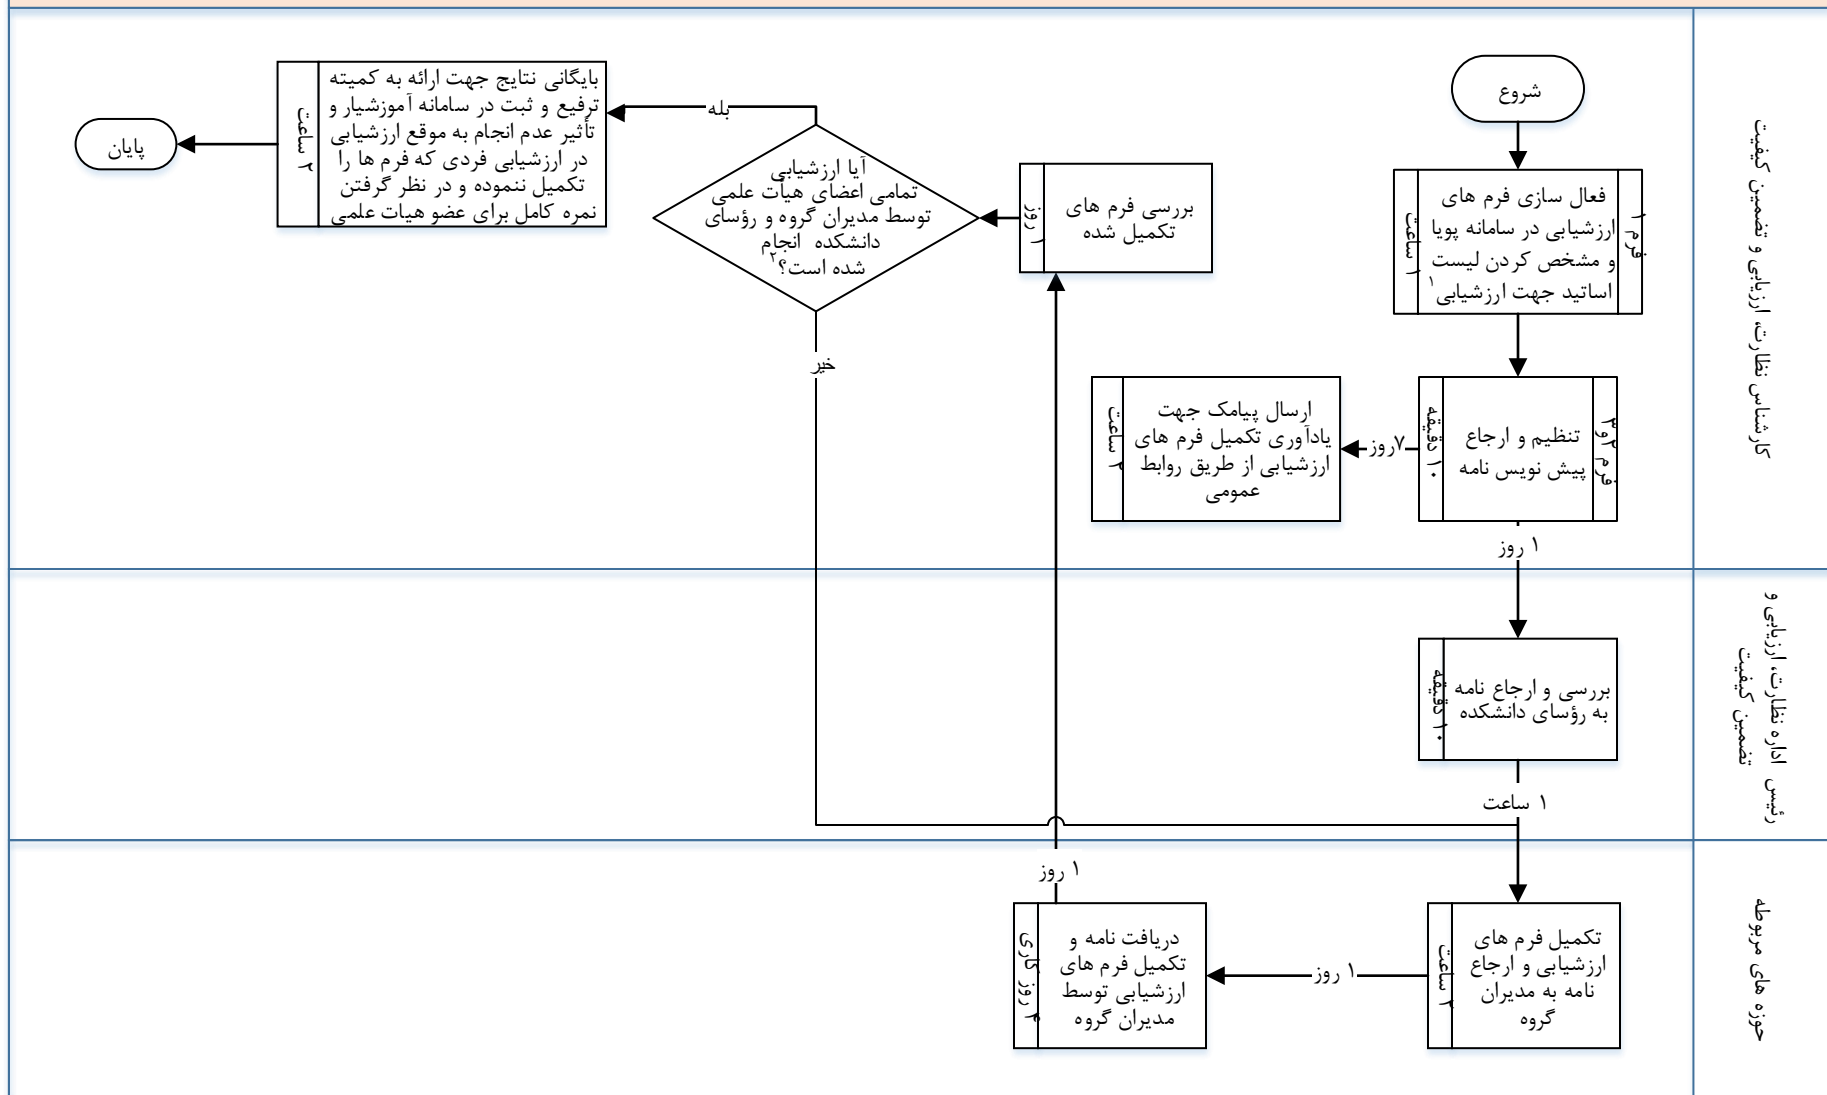 کارشناس نظارت، ارزیابی و تضمین کیفیت
شروع
فرم ۱
فعال سازی فرم های
ارزشیابی در سامانه پویا
و مشخص کردن لیست
اساتید جهت ارزشیابی۱
۱ ساعت
فرم ۲و۳
تنظیم و ارجاع
پیش نویس نامه
۱۰ دقیقه
۷روز
ارسال پیامک جهت
یادآوری تکمیل فرم های
ارزشیابی از طریق روابط
عمومی
۲ ساعت
۱ روز
بررسی فرم های
تکمیل شده
۱ روز
آیا ارزشیابی
تمامی اعضای هیأت علمی
توسط مدیران گروه و رؤسای
دانشکده انجام
شده است؟۲
بله
خیر
بایگانی نتایج جهت ارائه به کمیته
ترفیع و ثبت در سامانه آموزشیار و
تأثیر عدم انجام به موقع ارزشیابی
در ارزشیابی فردی که فرم ها را
تکمیل ننموده و در نظر گرفتن
نمره کامل برای عضو هیات علمی
۲ ساعت
پایان
رئیس اداره نظارت، ارزیابی و
تضمین کیفیت
بررسی و ارجاع نامه
به رؤسای دانشکده
۱۰ دقیقه
۱ ساعت
حوزه های مربوطه
تکمیل فرم های
ارزشیابی و ارجاع
نامه به مدیران
گروه
۲ ساعت
۱ روز
دریافت نامه و
تکمیل فرم های
ارزشیابی توسط
مدیران گروه
روز کاری
۱ روز